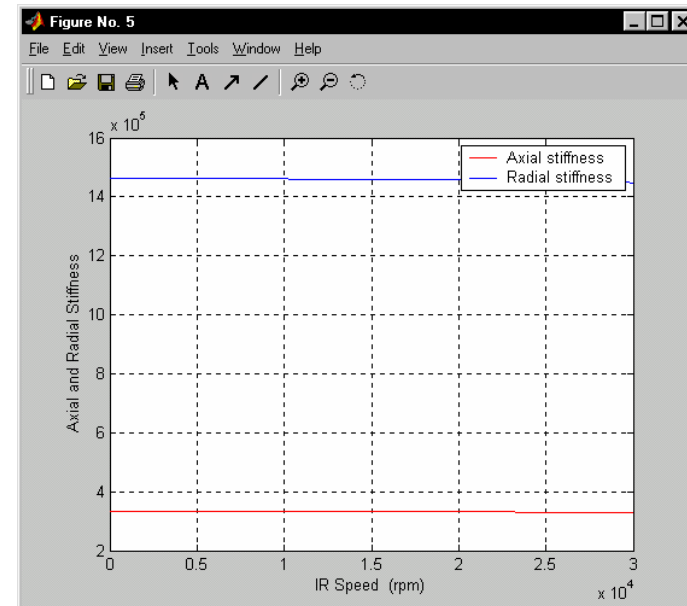 Figure No. 5
File Edit View Insert Tools Window Help
A
x 10^5
16
14
12
10
8
6
4
2
Axial and Radial Stiffness
Axial stiffness
Radial stiffness
0 0.5 1 1.5 2 2.5 3
IR Speed (rpm)
x 10^4